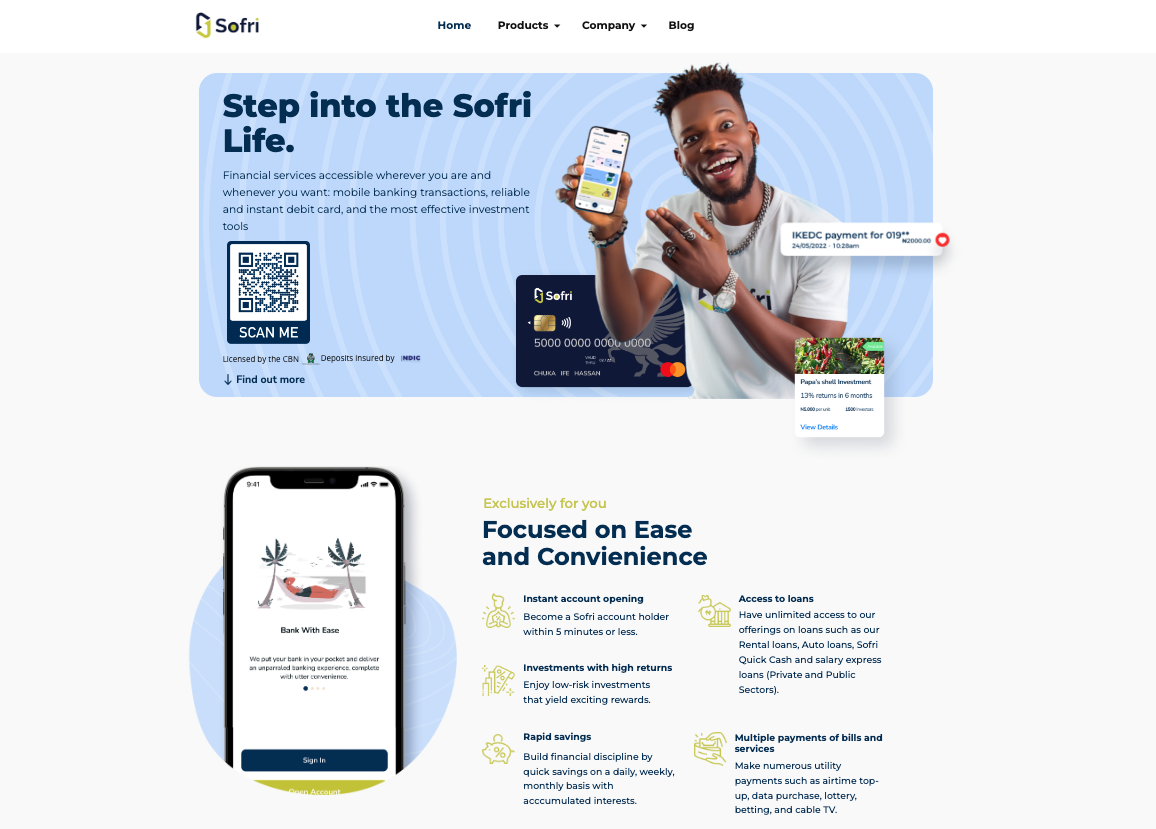 Sofri
Home
Products
Company
Blog
Step into the Sofri
Life.
Financial services accessible wherever you are and
whenever you want: mobile banking transactions, reliable
and instant debit card, and the most effective investment
tools
SCAN ME
Licensed by the CBN
Deposits insured by
NDIC
Find out more
Sofri
5000 0000 0000 0000
CHUKA IFE HASSAN
IKEDC payment for 019**
24/05/2022 - 10:28am
₦2000.00
Papa's shell Investment
13% returns in 6 months
₦5,000 per unit
1500 investors
View Details
9:41
Bank With Ease
We put your bank in your pocket and deliver
an unparraled banking experience, complete
with utter convenience.
Sign In
Open Account
Exclusively for you
Focused on Ease
and Convienience
Instant account opening
Become a Sofri account holder
within 5 minutes or less.
Investments with high returns
Enjoy low-risk investments
that yield exciting rewards.
Rapid savings
Build financial discipline by
quick savings on a daily, weekly,
monthly basis with
acccumulated interests.
Access to loans
Have unlimited access to our
offerings on loans such as our
Rental loans, Auto loans, Sofri
Quick Cash and salary express
loans (Private and Public
Sectors).
Multiple payments of bills and
services
Make numerous utility
payments such as airtime top-
up, data purchase, lottery,
betting, and cable TV.